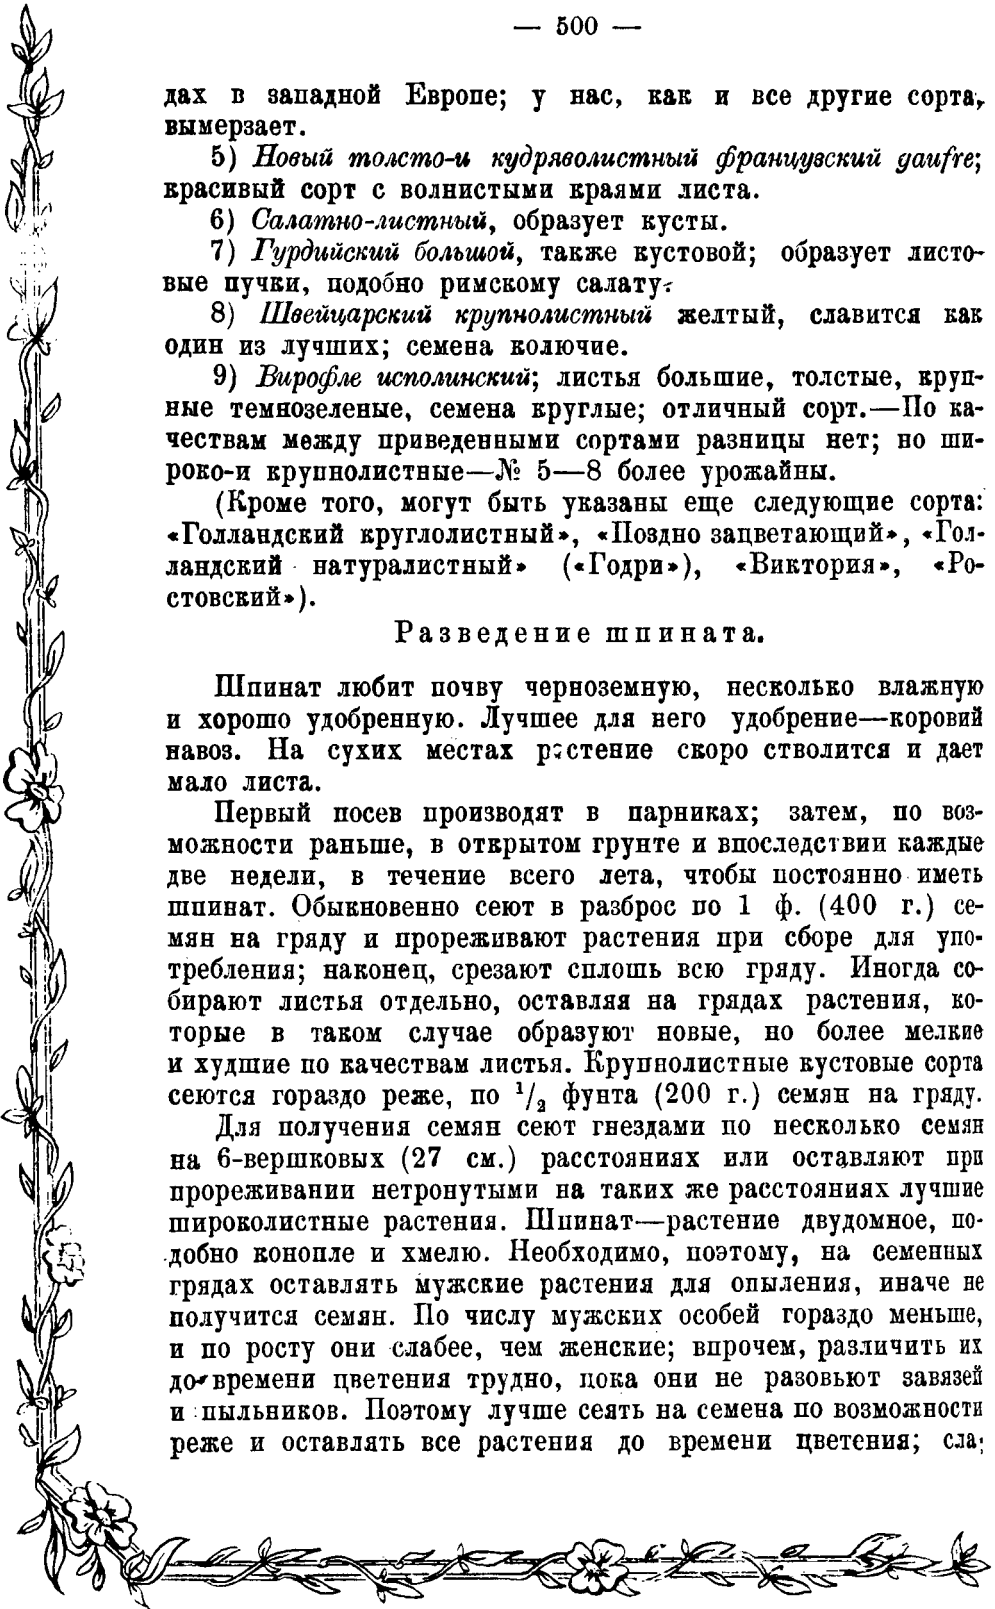 — 500 —
дах в западной Европе; у нас, как и все другие сорта,
вымерзает.
5) Новый толсто-и кудряволистный французский gaufre;
красивый сорт с волнистыми краями листа.
6) Салатно-листный, образует кусты.
7) Гурдийский большой, также кустовой; образует листо-
вые пучки, подобно римскому салату.
8) Швейцарский крупнолистный желтый, славится как
один из лучших; семена колючие.
9) Вирофле исполинский; листья большие, толстые, круп-
ные темнозеленые, семена круглые; отличный сорт.—По ка-
чествам между приведенными сортами разницы нет; но ши-
роко-и крупнолистные—№ 5—8 более урожайны.
(Кроме того, могут быть указаны еще следующие сорта:
«Голландский круглолистный», «Поздно зацветающий», «Гол-
ландский натуралистный» («Годри»), «Виктория», «Ро-
стовский»).
Разведение шпината.
Шпинат любит почву черноземную, несколько влажную
и хорошо удобренную. Лучшее для него удобрение—коровий
навоз. На сухих местах растение скоро стволится и дает
мало листа.
Первый посев производят в парниках; затем, по воз-
можности раньше, в открытом грунте и впоследствии каждые
две недели, в течение всего лета, чтобы постоянно иметь
шпинат. Обыкновенно сеют в разброс по 1 ф. (400 г.) се-
мян на гряду и прореживают растения при сборе для упо-
требления; наконец, срезают сплошь всю гряду. Иногда со-
бирают листья отдельно, оставляя на грядах растения, ко-
торые в таком случае образуют новые, но более мелкие
и худшие по качествам листья. Крупнолистные кустовые сорта
сеются гораздо реже, по 1/2 фунта (200 г.) семян на гряду.
Для получения семян сеют гнездами по несколько семян
на 6-вершковых (27 см.) расстояниях или оставляют при
прореживании нетронутыми на таких же расстояниях лучшие
широколистные растения. Шпинат—растение двудомное, по-
добно конопле и хмелю. Необходимо, поэтому, на семенных
грядах оставлять мужские растения для опыления, иначе не
получится семян. По числу мужских особей гораздо меньше,
и по росту они слабее, чем женские; впрочем, различить их
до времени цветения трудно, пока они не разовьют завязей
и пыльников. Поэтому лучше сеять на семена по возможности
реже и оставлять все растения до времени цветения; сла-